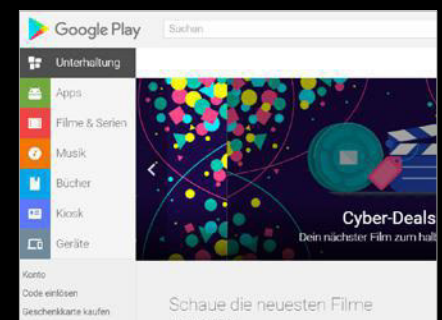 Google Play
Suchen
Unterhaltung
Apps
Filme & Serien
Musik
Bücher
Kiosk
Geräte
Cyber-Deals
Dein nächster Film zum hal
Konto
Code einlösen
Geschenkkarte kaufen
Schaue die neuesten Filme